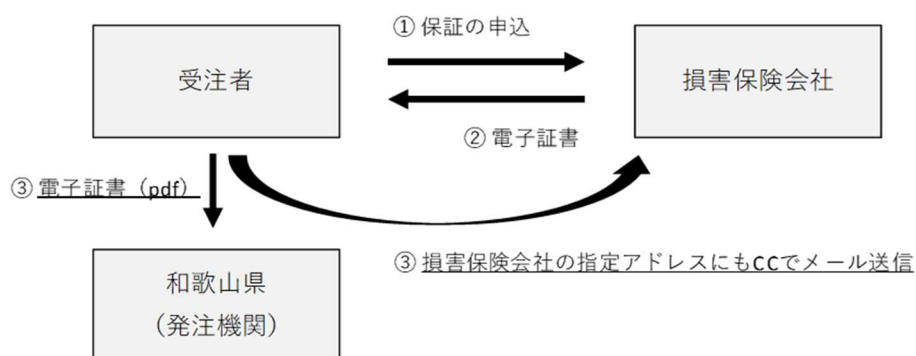 ① 保証の申込
受注者
損害保険会社
② 電子証書
③ 電子証書（pdf）
③ 損害保険会社の指定アドレスにもCCでメール送信
和歌山県
（発注機関）